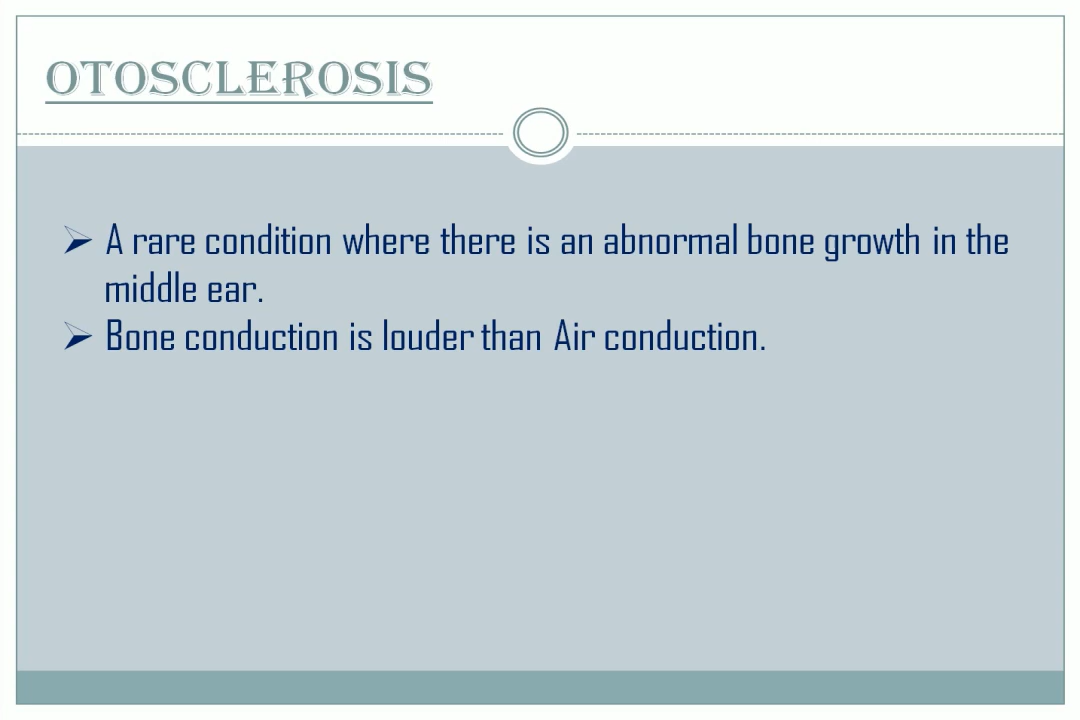 OTOSCLEROSIS
➢ A rare condition where there is an abnormal bone growth in the
middle ear.
➢ Bone conduction is louder than Air conduction.